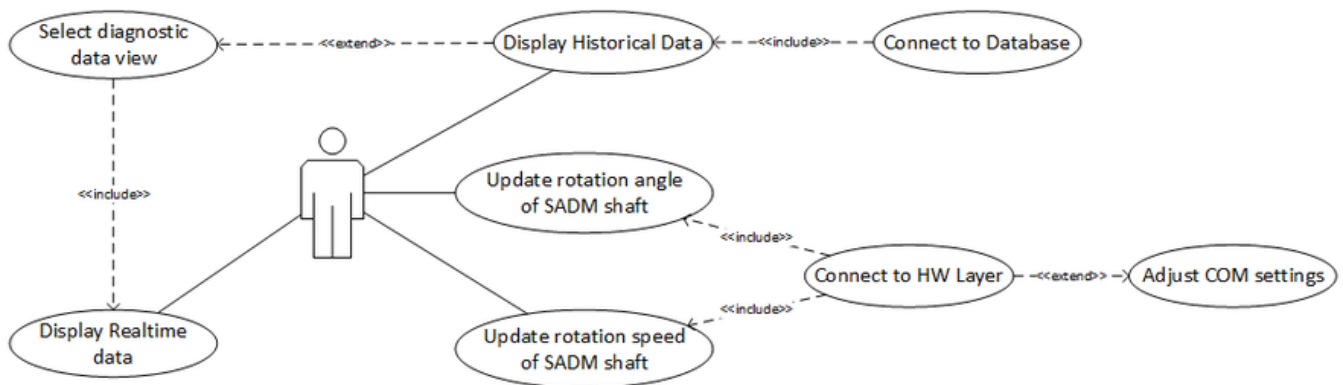 Select diagnostic
data view
<<extend>>
Display Historical Data
<<include>>
Connect to Database
<<include>>
Update rotation angle
of SADM shaft
<<include>>
Connect to HW Layer
<<extend>>
Adjust COM settings
<<include>>
Display Realtime
data
Update rotation speed
of SADM shaft